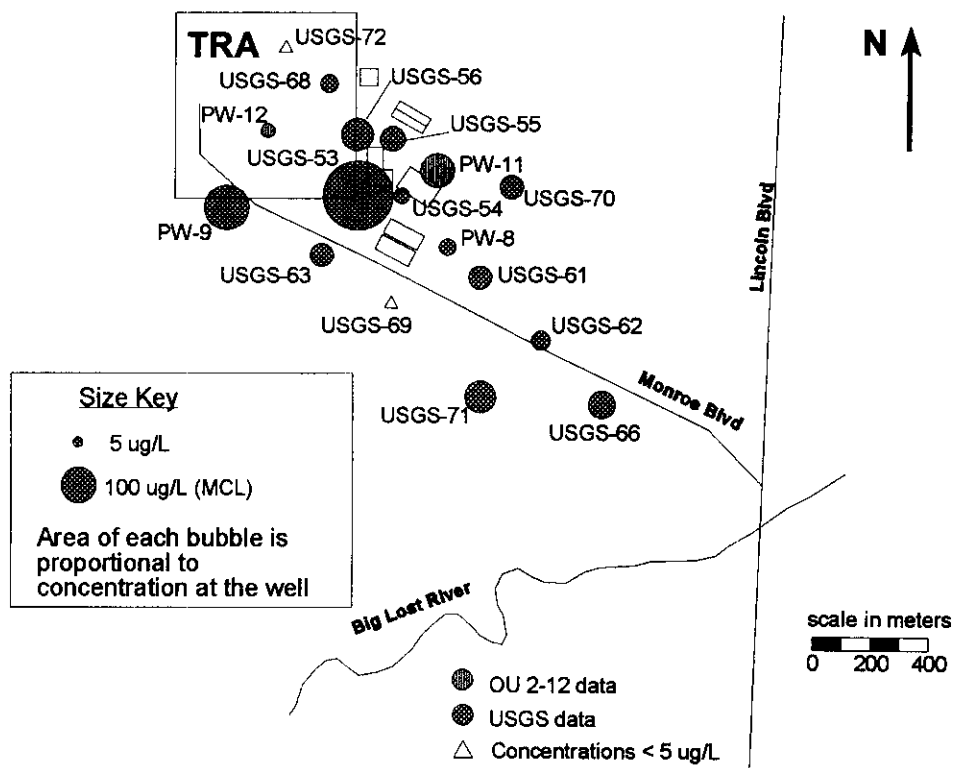 TRA
USGS-72
N
USGS-68
USGS-56
PW-12
USGS-55
USGS-53
PW-11
USGS-54
USGS-70
PW-9
PW-8
USGS-63
USGS-61
Lincoln Blvd
USGS-69
USGS-62
Monroe Blvd
USGS-71
USGS-66
Size Key
5 ug/L
100 ug/L (MCL)
Area of each bubble is
proportional to
concentration at the well
Big Lost River
scale in meters
0 200 400
OU 2-12 data
USGS data
Concentrations < 5 ug/L